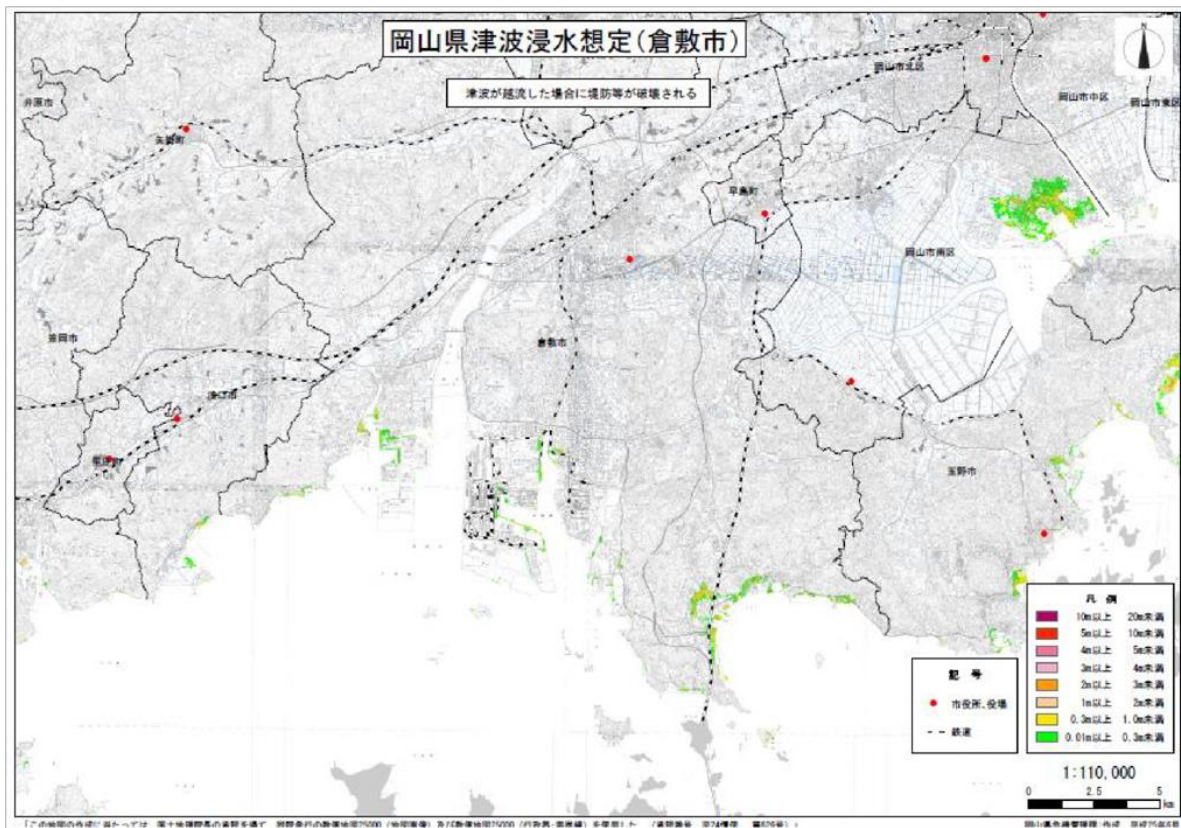 岡山県津波浸水想定(倉敷市)
津波が越流した場合に堤防等が破壊される
井原市
矢掛町
岡山市北区
岡山市中区
岡山市東区
早島町
岡山市南区
笠岡市
倉敷市
浅口市
玉野市
凡 例
10m以上 20m未満
5m以上 10m未満
4m以上 5m未満
3m以上 4m未満
2m以上 3m未満
1m以上 2m未満
0.3m以上 1.0m未満
0.01m以上 0.3m未満
記 号
市役所、役場
鉄道
1:110,000
0 2.5 5
km